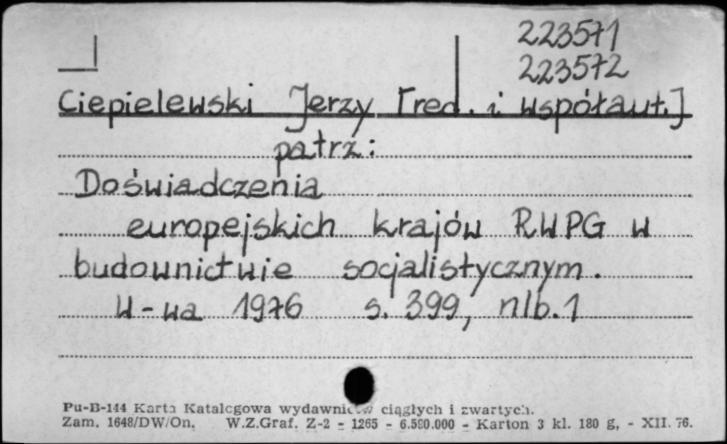 223571
223572
Ciepielewski Jerzy [red. i współaut.]
patrz:
Doświadczenia
europejskich krajów RWPG w
budownictwie socjalistycznym.
W-wa 1976 s. 399, nlb. 1
Pu-B-144 Karta Katalogowa wydawnictw ciągłych i zwartych.
Zam. 1648/DW/On. W.Z.Graf. Z-2 - 1265 - 6.500.000 - Karton 3 kl. 180 g. - XII. 76.